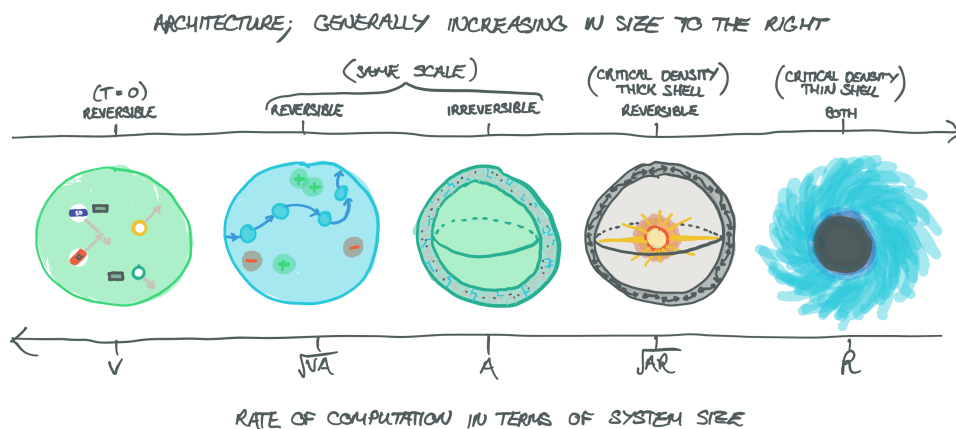 ARCHITECTURE; GENERALLY INCREASING IN SIZE TO THE RIGHT
(T=0)
REVERSIBLE
(SAME SCALE)
REVERSIBLE
IRREVERSIBLE
(CRITICAL DENSITY)
THICK SHELL
REVERSIBLE
(CRITICAL DENSITY)
THIN SHELL
BOTH
+
+
+
−
−
V
√VA
A
√AR
R
RATE OF COMPUTATION IN TERMS OF SYSTEM SIZE